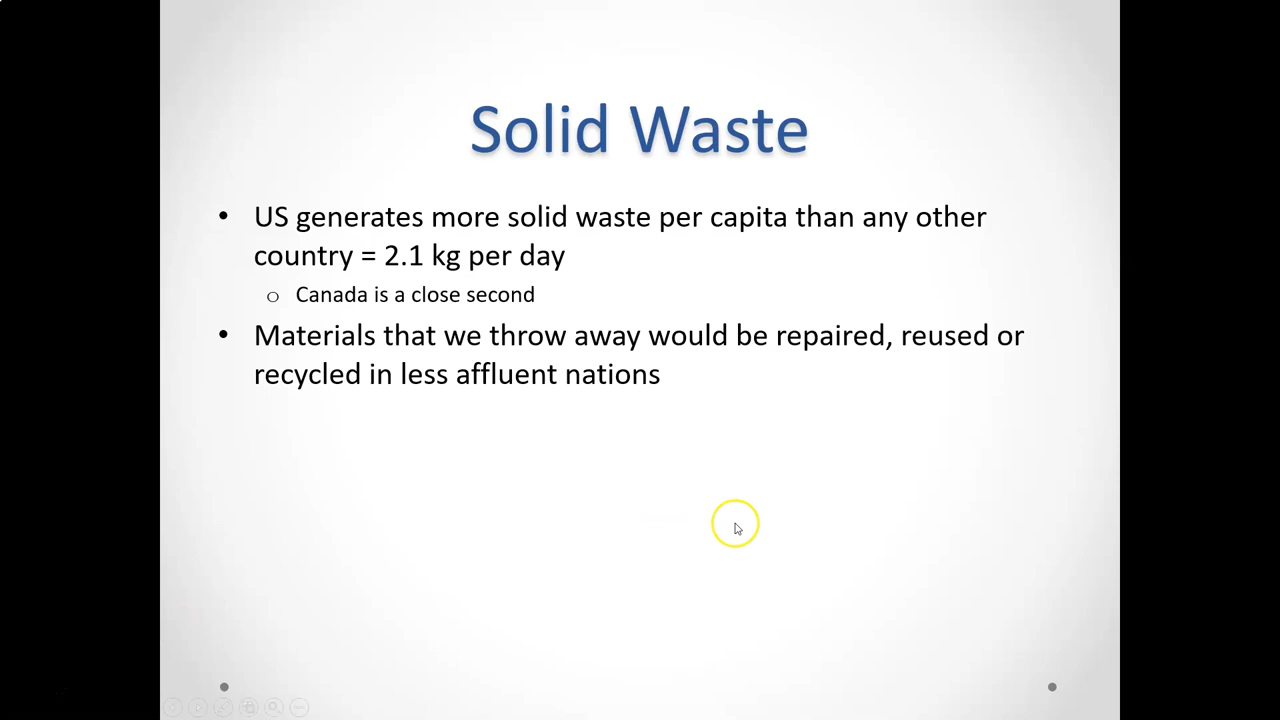 Solid Waste
• US generates more solid waste per capita than any other
country = 2.1 kg per day
o Canada is a close second
• Materials that we throw away would be repaired, reused or
recycled in less affluent nations